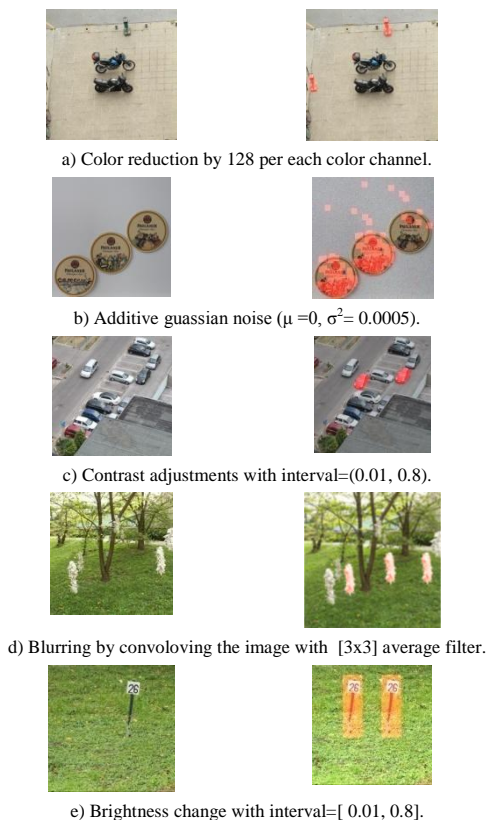 a) Color reduction by 128 per each color channel.
b) Additive guassian noise (μ =0, σ²= 0.0005).
c) Contrast adjustments with interval=(0.01, 0.8).
26
26 26
d) Blurring by convoloving the image with [3x3] average filter.
e) Brightness change with interval=[ 0.01, 0.8].